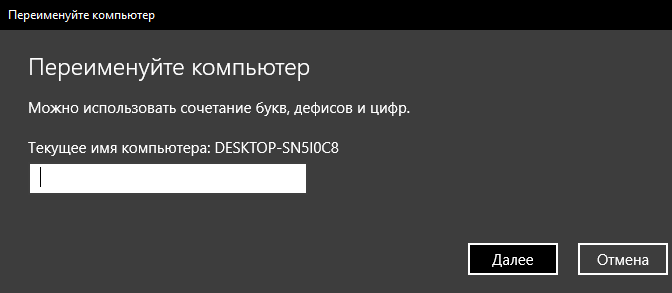 Переименуйте компьютер
Переименуйте компьютер
Можно использовать сочетание букв, дефисов и цифр.
Текущее имя компьютера: DESKTOP-SN5I0C8
Далее Отмена